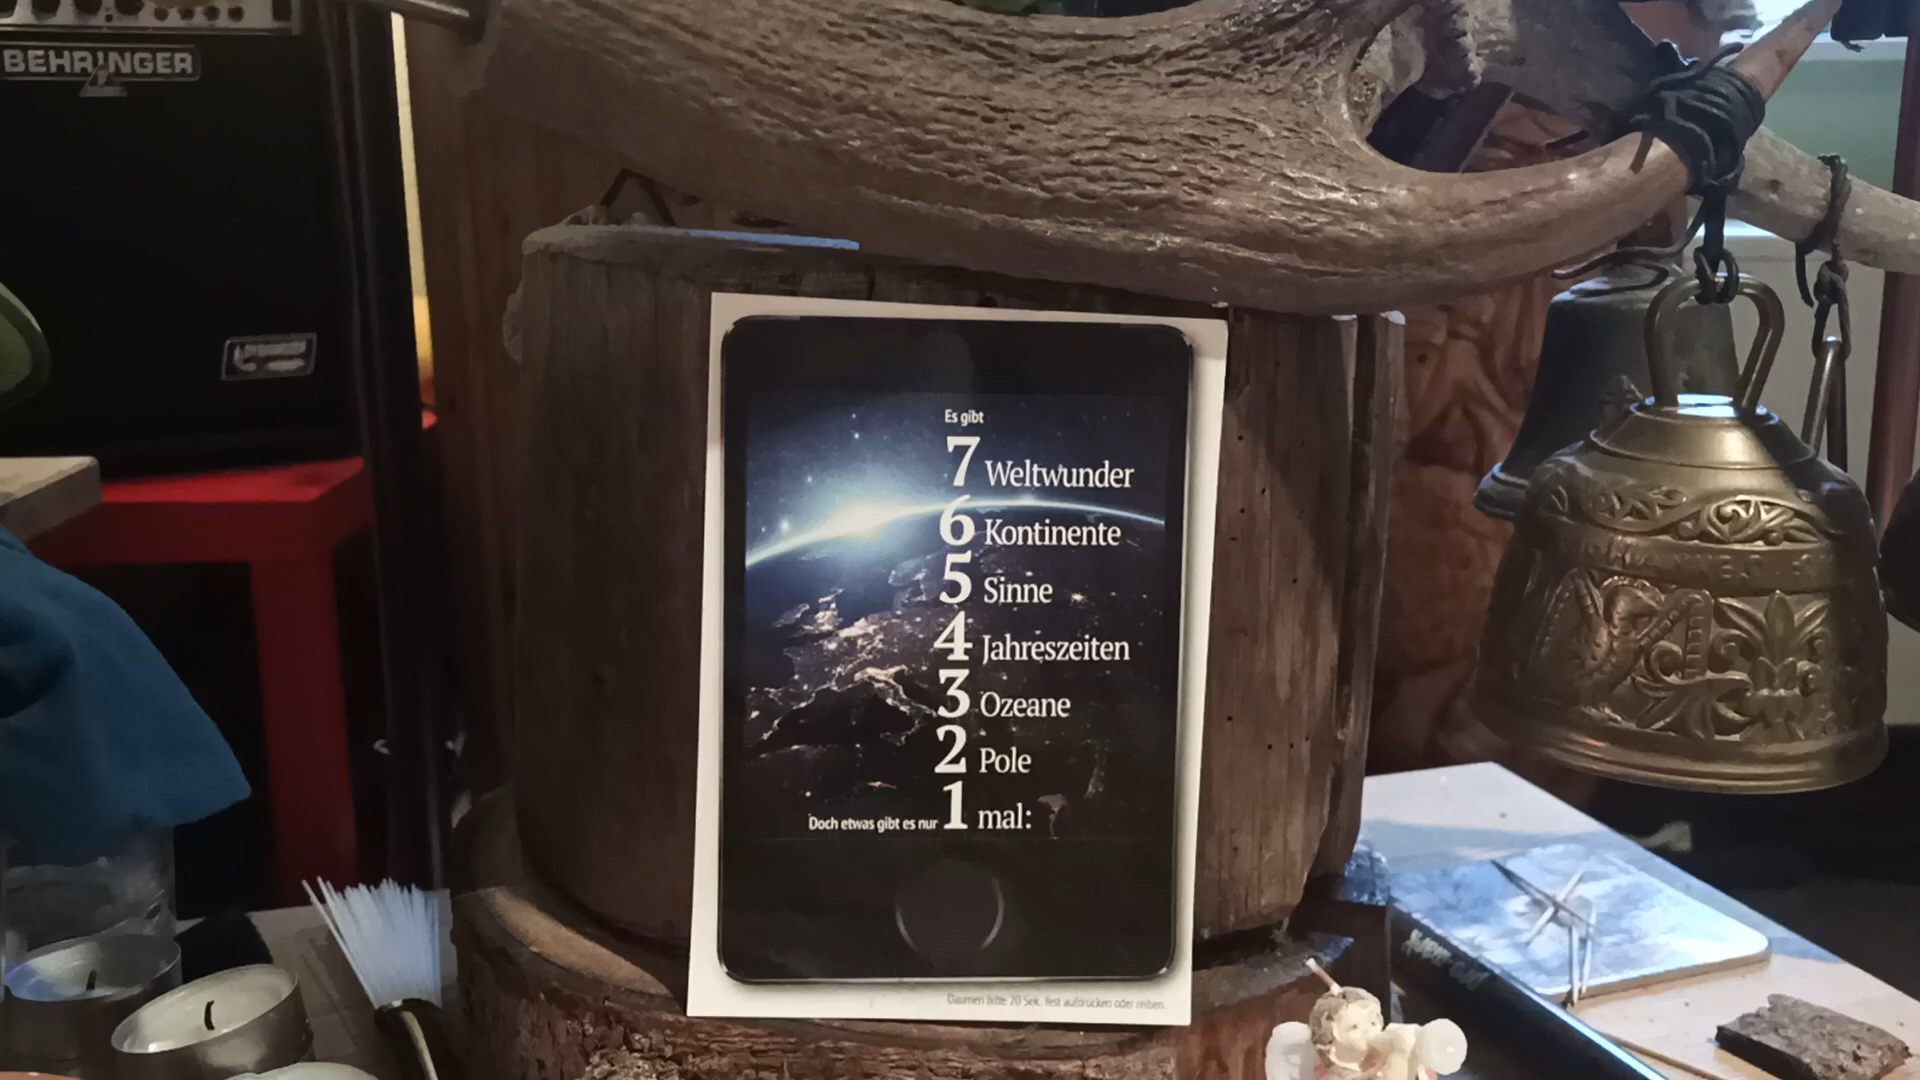 BEHRINGER
Es gibt
7 Weltwunder
6 Kontinente
5 Sinne
4 Jahreszeiten
3 Ozeane
2 Pole
Doch etwas gibt es nur 1 mal:
Daumen bitte 20 Sek. fest aufdrücken oder reiben.